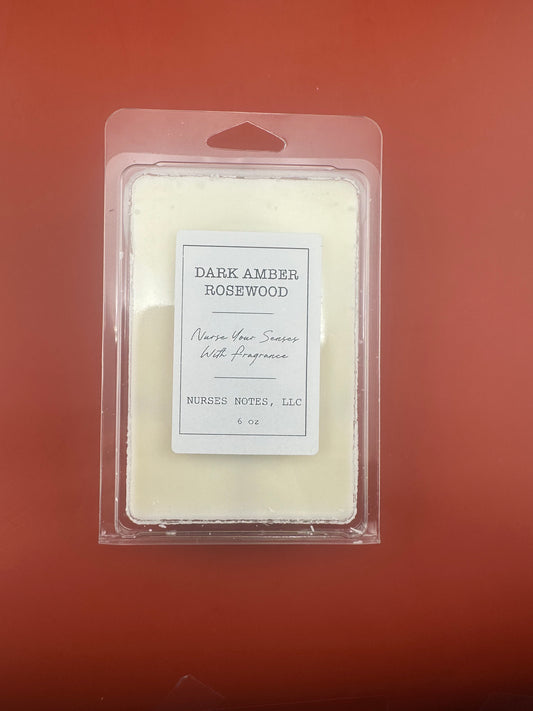 DARK AMBER
ROSEWOOD
Nurse Your Senses
With Fragrance
NURSES NOTES, LLC
6 oz